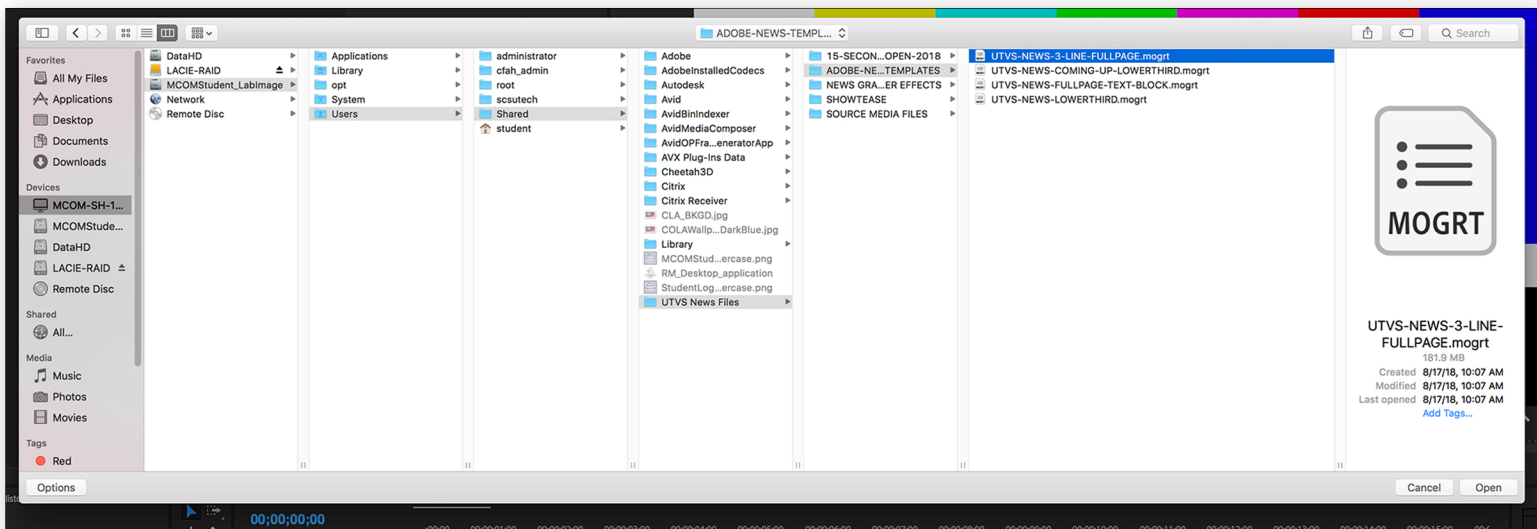 ADOBE-NEWS-TEMPL...
Search
Favorites
All My Files
Applications
Desktop
Documents
Downloads
Devices
MCOM-SH-1...
MCOMStude...
DataHD
LACIE-RAID
Remote Disc
Shared
All...
Media
Music
Photos
Movies
Tags
Red
DataHD
LACIE-RAID
MCOMStudent_LabImage
Network
Remote Disc
Applications
Library
opt
System
Users
administrator
cfah_admin
root
scsutech
Shared
student
Adobe
AdobeInstalledCodecs
Autodesk
Avid
AvidBinIndexer
AvidMediaComposer
AvidOPFra...eneratorApp
AVX Plug-Ins Data
Cheetah3D
Citrix
Citrix Receiver
CLA_BKGD.jpg
COLAWallp...DarkBlue.jpg
Library
MCOMStud...ercase.png
RM_Desktop_application
StudentLog...ercase.png
UTVS News Files
15-SECON...OPEN-2018
ADOBE-NE...TEMPLATES
NEWS GRA...ER EFFECTS
SHOWTEASE
SOURCE MEDIA FILES
UTVS-NEWS-3-LINE-FULLPAGE.mogrt
UTVS-NEWS-COMING-UP-LOWERTHIRD.mogrt
UTVS-NEWS-FULLPAGE-TEXT-BLOCK.mogrt
UTVS-NEWS-LOWERTHIRD.mogrt
MOGRT
UTVS-NEWS-3-LINE-
FULLPAGE.mogrt
181.9 MB
Created 8/17/18, 10:07 AM
Modified 8/17/18, 10:07 AM
Last opened 8/17/18, 10:07 AM
Add Tags...
Options
Cancel
Open
00;00;00;00